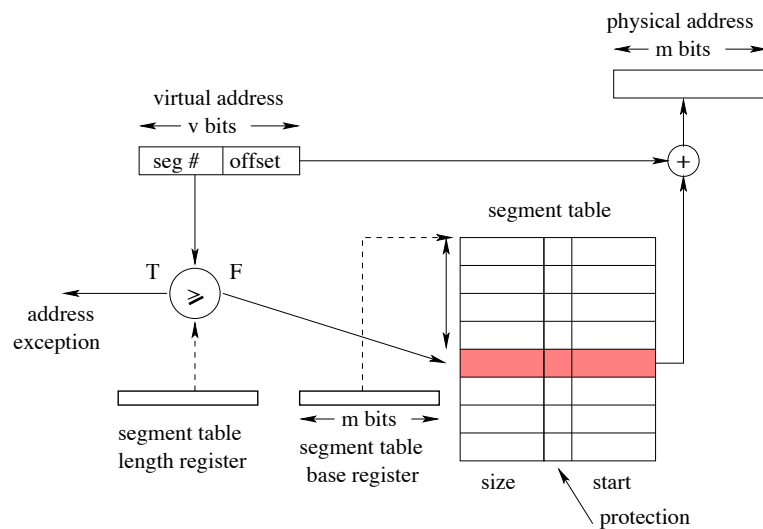 physical address
m bits
virtual address
v bits
seg #
offset
+
segment table
T
F
⩾
address
exception
m bits
segment table
length register
segment table
base register
size
start
protection